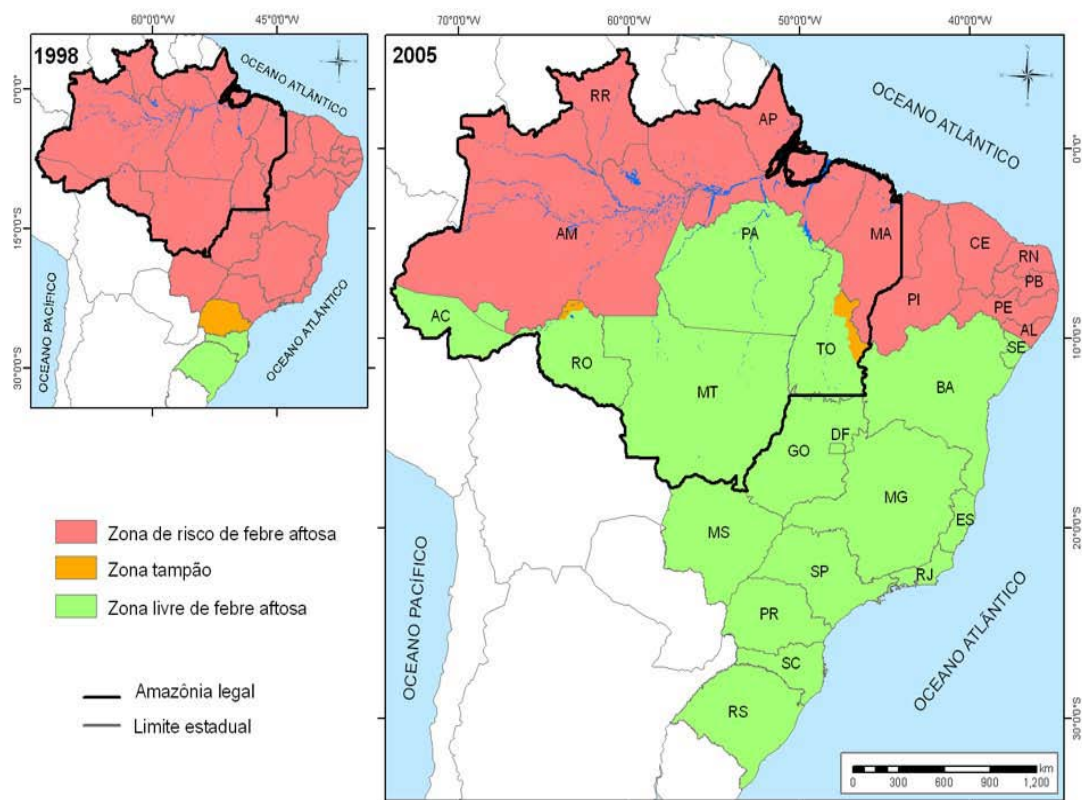 60°0'0"W
45°0'0"W
1998
OCEANO ATLÂNTICO
0°0'0"
15°0'0"S
30°0'0"S
OCEANO PACÍFICO
OCEANO ATLÂNTICO
70°0'0"W
60°0'0"W
50°0'0"W
40°0'0"W
2005
OCEANO ATLÂNTICO
RR
AP
0°0'0"
AM
PA
MA
CE
RN
PB
PI
PE
AL
SE
10°0'0"S
AC
RO
TO
BA
MT
DF
GO
MG
ES
20°0'0"S
MS
SP
RJ
PR
SC
RS
30°0'0"S
OCEANO PACÍFICO
OCEANO ATLÂNTICO
Zona de risco de febre aftosa
Zona tampão
Zona livre de febre aftosa
Amazônia legal
Limite estadual
km
0 300 600 900 1,200